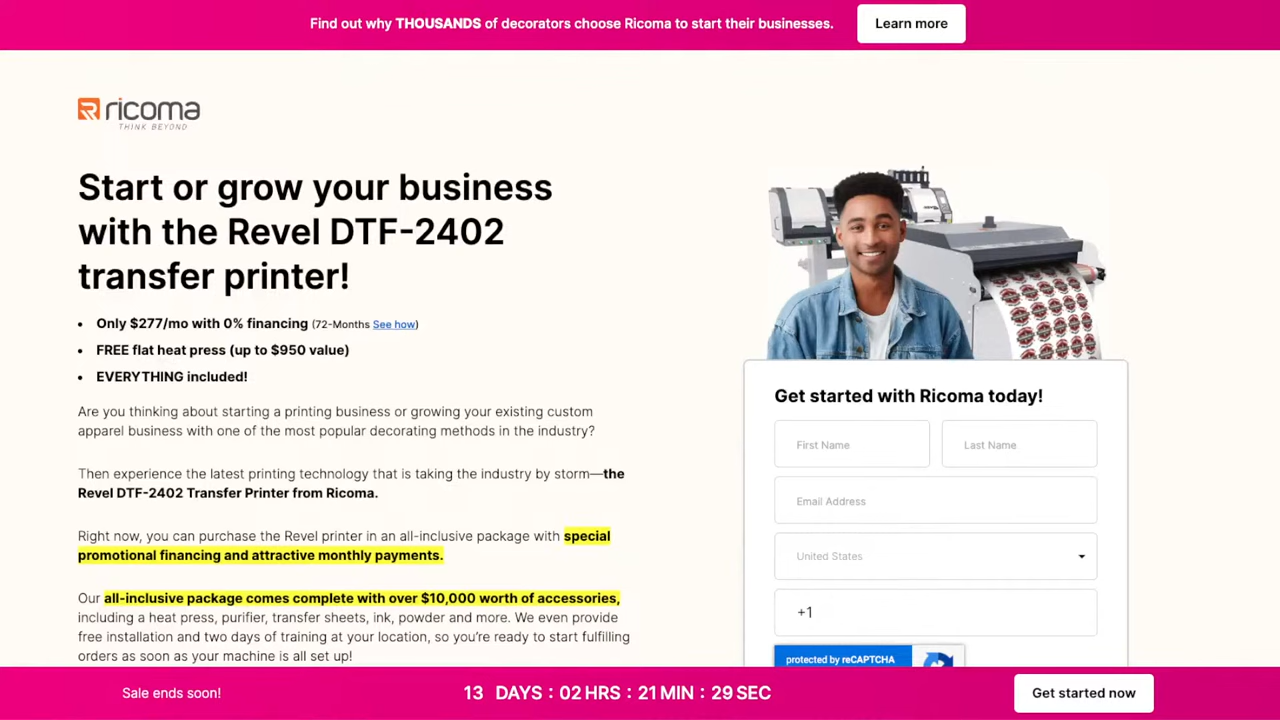 Find out why THOUSANDS of decorators choose Ricoma to start their businesses.
Learn more
ricoma
THINK BEYOND
Start or grow your business
with the Revel DTF-2402
transfer printer!
• Only $277/mo with 0% financing (72-Months See how)
• FREE flat heat press (up to $950 value)
• EVERYTHING included!
Are you thinking about starting a printing business or growing your existing custom
apparel business with one of the most popular decorating methods in the industry?
Then experience the latest printing technology that is taking the industry by storm—the
Revel DTF-2402 Transfer Printer from Ricoma.
Right now, you can purchase the Revel printer in an all-inclusive package with special
promotional financing and attractive monthly payments.
Our all-inclusive package comes complete with over $10,000 worth of accessories,
including a heat press, purifier, transfer sheets, ink, powder and more. We even provide
free installation and two days of training at your location, so you’re ready to start fulfilling
orders as soon as your machine is all set up!
Get started with Ricoma today!
First Name
Last Name
Email Address
United States
+1
protected by reCAPTCHA
Sale ends soon!
13 DAYS : 02 HRS : 21 MIN : 29 SEC
Get started now